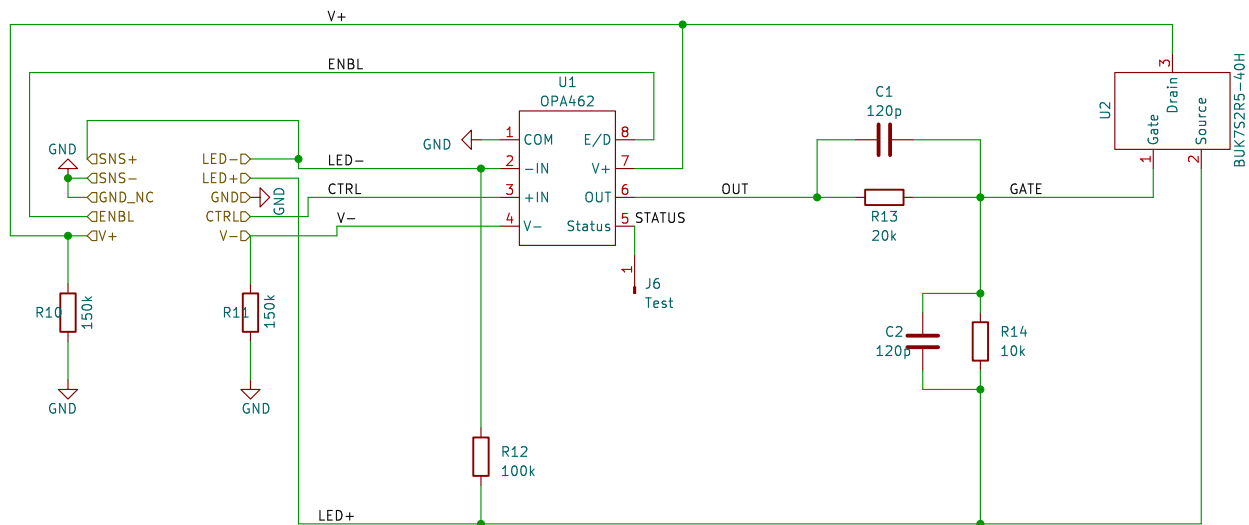 V+
ENBL
U1
OPA462
GND
1 COM
E/D 8
2 -IN
V+ 7
3 +IN
OUT 6
4 V-
Status 5
GND
SNS+
SNS-
GND_NC
ENBL
V+
LED-
LED+
GND
CTRL
V-
GND
LED-
CTRL
V-
STATUS
1
J6
Test
OUT
C1
120p
R13
20k
GATE
U2
3
Drain
Gate
Source
1
2
BUK7S2R5-40H
R10
150k
GND
R11
150k
GND
C2
120p
R14
10k
R12
100k
LED+